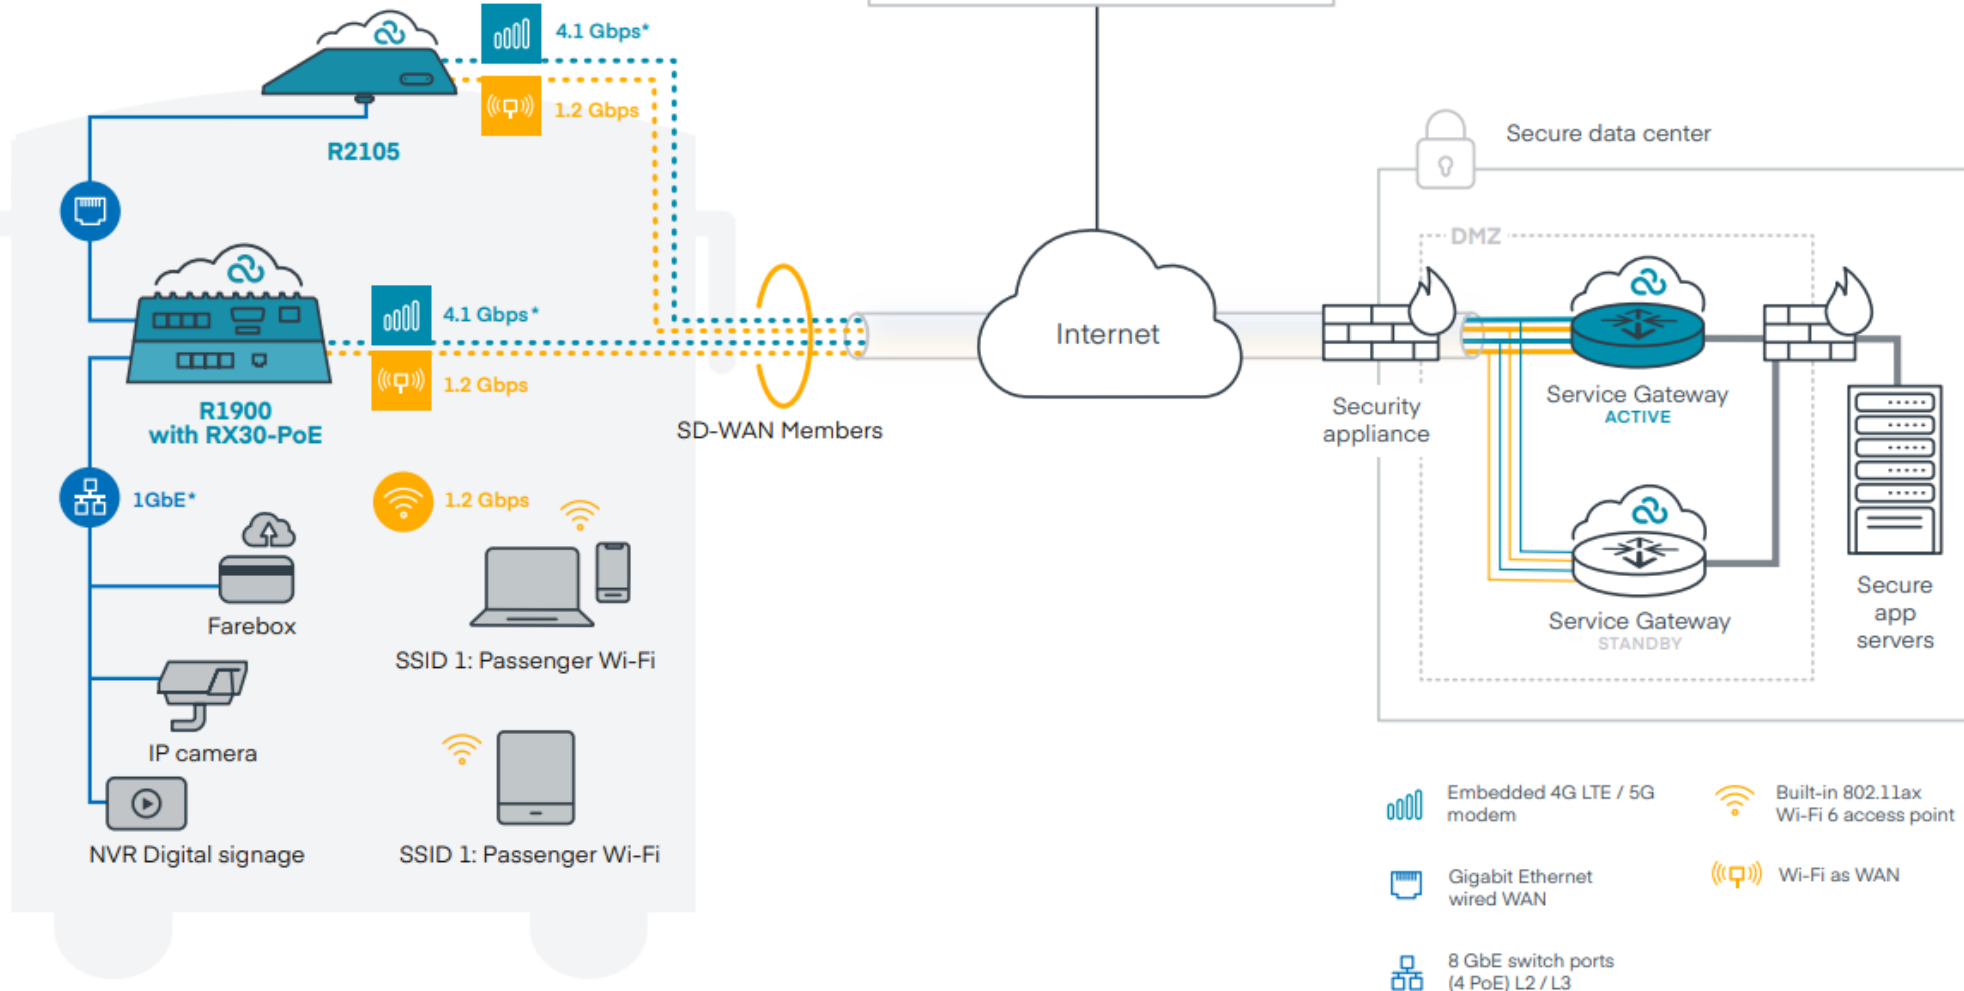 4.1 Gbps*
1.2 Gbps
R2105
4.1 Gbps*
1.2 Gbps
R1900
with RX30-PoE
SD-WAN Members
1GbE*
1.2 Gbps
Farebox
SSID 1: Passenger Wi-Fi
IP camera
NVR Digital signage
SSID 1: Passenger Wi-Fi
Internet
Secure data center
DMZ
Security
appliance
Service Gateway
ACTIVE
Service Gateway
STANDBY
Secure
app
servers
Embedded 4G LTE / 5G
modem
Built-in 802.11ax
Wi-Fi 6 access point
Gigabit Ethernet
wired WAN
Wi-Fi as WAN
8 GbE switch ports
(4 PoE) L2 / L3